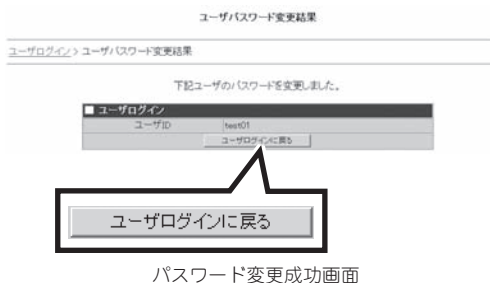 ユーザパスワード変更結果
ユーザログイン > ユーザパスワード変更結果
下記ユーザのパスワードを変更しました。
■ ユーザログイン
ユーザID test01
ユーザログインに戻る
ユーザログインに戻る
パスワード変更成功画面